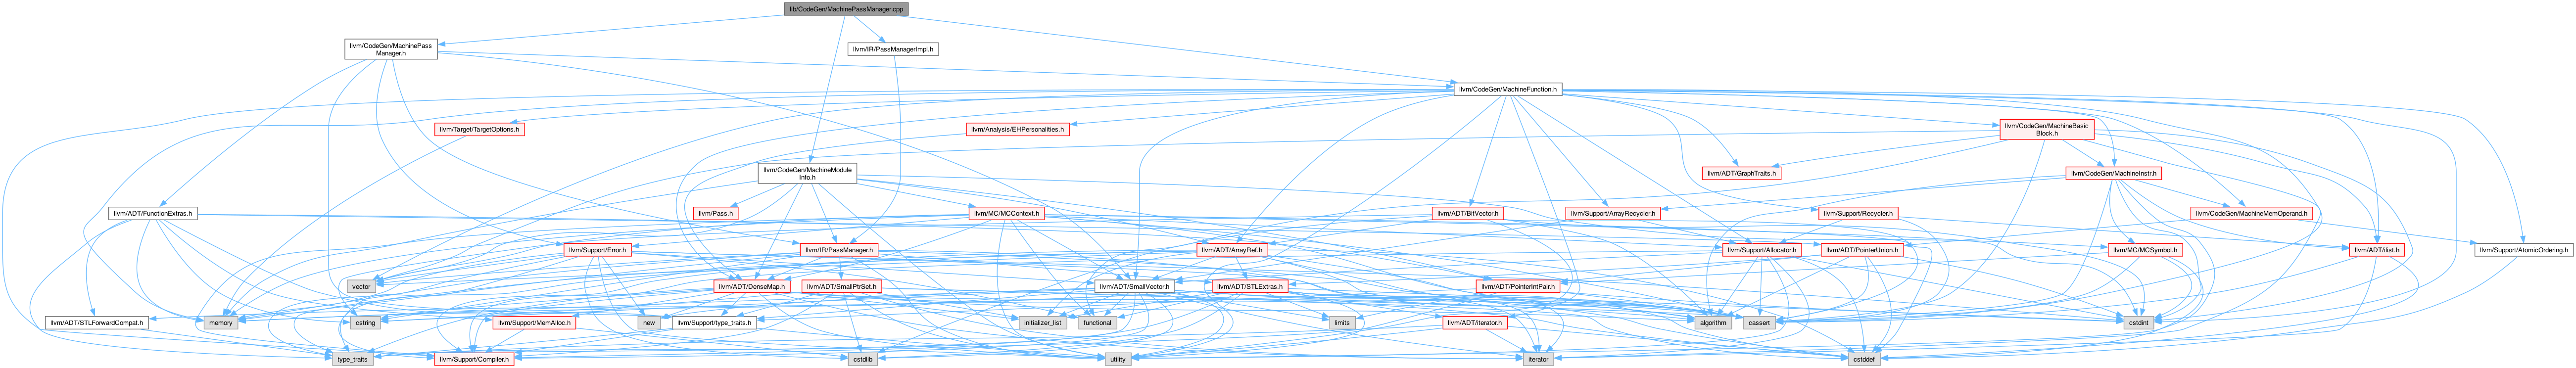 lib/CodeGen/MachinePassManager.cpp
llvm/CodeGen/MachinePass
Manager.h
llvm/IR/PassManagerImpl.h
llvm/CodeGen/MachineFunction.h
llvm/Target/TargetOptions.h
llvm/Analysis/EHPersonalities.h
llvm/CodeGen/MachineBasic
Block.h
llvm/CodeGen/MachineModule
Info.h
llvm/ADT/GraphTraits.h
llvm/CodeGen/MachineInstr.h
llvm/ADT/FunctionExtras.h
llvm/Pass.h
llvm/MC/MCContext.h
llvm/ADT/BitVector.h
llvm/Support/ArrayRecycler.h
llvm/Support/Recycler.h
llvm/CodeGen/MachineMemOperand.h
llvm/Support/Error.h
llvm/IR/PassManager.h
llvm/ADT/ArrayRef.h
llvm/Support/Allocator.h
llvm/ADT/PointerUnion.h
llvm/MC/MCSymbol.h
llvm/ADT/ilist.h
llvm/Support/AtomicOrdering.h
vector
llvm/ADT/DenseMap.h
llvm/ADT/SmallPtrSet.h
llvm/ADT/SmallVector.h
llvm/ADT/STLExtras.h
llvm/ADT/PointerIntPair.h
llvm/ADT/STLForwardCompat.h
memory
cstring
llvm/Support/MemAlloc.h
new
llvm/Support/type_traits.h
initializer_list
functional
limits
llvm/ADT/iterator.h
algorithm
cassert
cstdint
type_traits
llvm/Support/Compiler.h
cstdlib
utility
iterator
cstddef